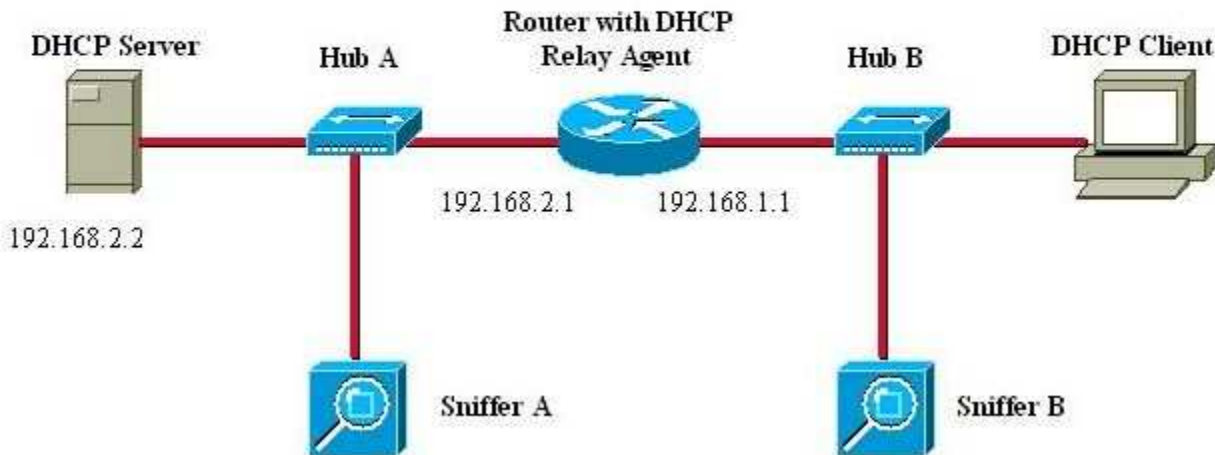 DHCP Server
Hub A
Router with DHCP
Relay Agent
Hub B
DHCP Client
192.168.2.2
192.168.2.1
192.168.1.1
Sniffer A
Sniffer B